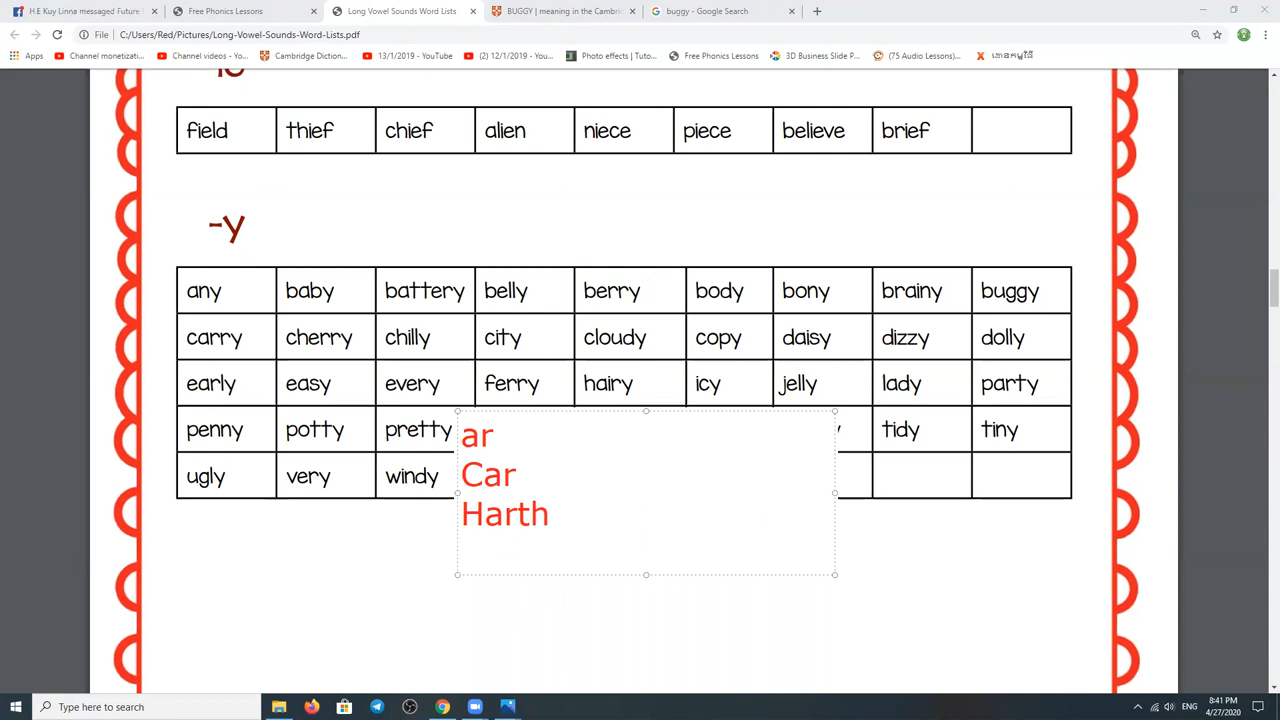 H.E Kuy Linna messaged Future
Free Phonics Lessons
Long Vowel Sounds Word Lists
BUGGY | meaning in the Cambri
buggy - Google Search
File
C:/Users/Red/Pictures/Long-Vowel-Sounds-Word-Lists.pdf
Apps
Channel monetizati...
Channel videos - Yo...
Cambridge Diction...
13/1/2019 - YouTube
(2) 12/1/2019 - You...
Photo effects | Tuto...
Free Phonics Lessons
3D Business Slide P...
(75 Audio Lessons)...
field thief chief alien niece piece believe brief
-y
any baby battery belly berry body bony brainy buggy
carry cherry chilly city cloudy copy daisy dizzy dolly
early easy every ferry hairy icy jelly lady party
penny potty pretty tidy tiny
ugly very windy
ar
Car
Harth
Type here to search
ENG
8:41 PM
4/27/2020